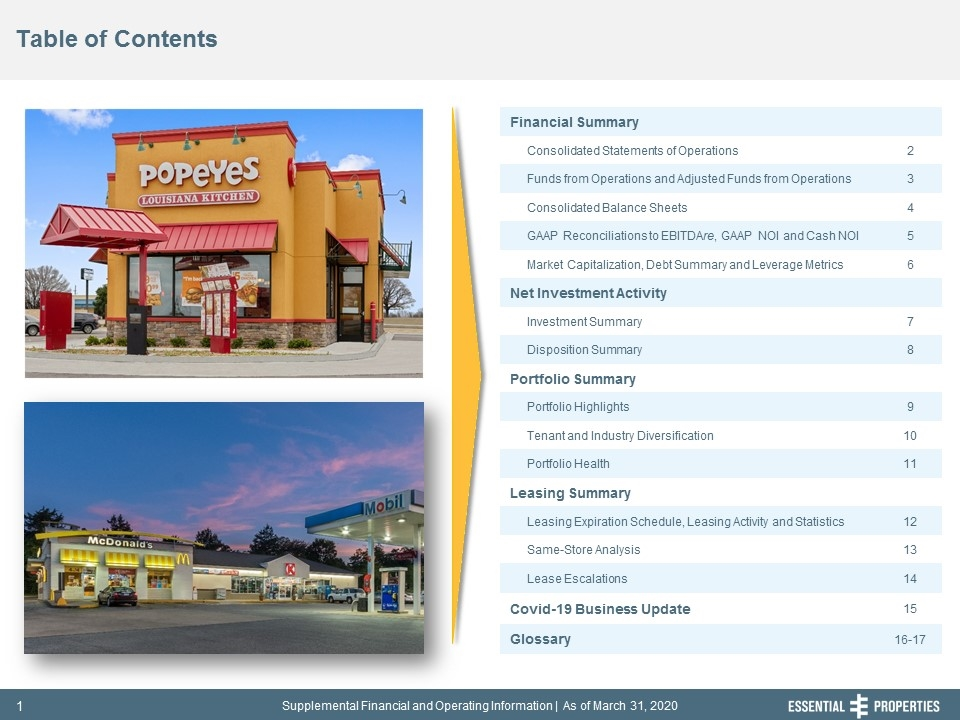 Table of Contents
POPEYES
LOUISIANA KITCHEN
McDonald's
Mobil
K
Financial Summary
Consolidated Statements of Operations 2
Funds from Operations and Adjusted Funds from Operations 3
Consolidated Balance Sheets 4
GAAP Reconciliations to EBITDAre, GAAP NOI and Cash NOI 5
Market Capitalization, Debt Summary and Leverage Metrics 6
Net Investment Activity
Investment Summary 7
Disposition Summary 8
Portfolio Summary
Portfolio Highlights 9
Tenant and Industry Diversification 10
Portfolio Health 11
Leasing Summary
Leasing Expiration Schedule, Leasing Activity and Statistics 12
Same-Store Analysis 13
Lease Escalations 14
Covid-19 Business Update 15
Glossary 16-17
1
Supplemental Financial and Operating Information | As of March 31, 2020
ESSENTIAL PROPERTIES